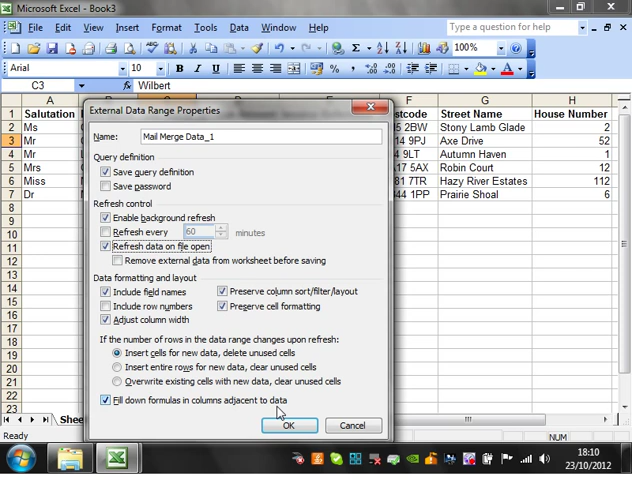 Microsoft Excel - Book3
File Edit View Insert Format Tools Data Window Help
Type a question for help
100%
Arial 10 B I U
C3 fx Wilbert
A F G H
1 Salutation stcode Street Name House Number
2 Ms 2BW Stony Lamb Glade 2
3 Mr 9PJ Axe Drive 52
4 Mr 9LT Autumn Haven 1
5 Mrs 5AX Robin Court 12
6 Miss 7TR Hazy River Estates 112
7 Dr 1PP Prairie Shoal 6
8
9
10
11
12
13
14
15
16
17
18
19
20
21
22
23
External Data Range Properties
Name: Mail Merge Data_1
Query definition
Save query definition
Save password
Refresh control
Enable background refresh
Refresh every 60 minutes
Refresh data on file open
Remove external data from worksheet before saving
Data formatting and layout
Include field names Preserve column sort/filter/layout
Include row numbers Preserve cell formatting
Adjust column width
If the number of rows in the data range changes upon refresh:
Insert cells for new data, delete unused cells
Insert entire rows for new data, clear unused cells
Overwrite existing cells with new data, clear unused cells
Fill down formulas in columns adjacent to data
OK Cancel
Shee
Ready NUM
18:10
23/10/2012